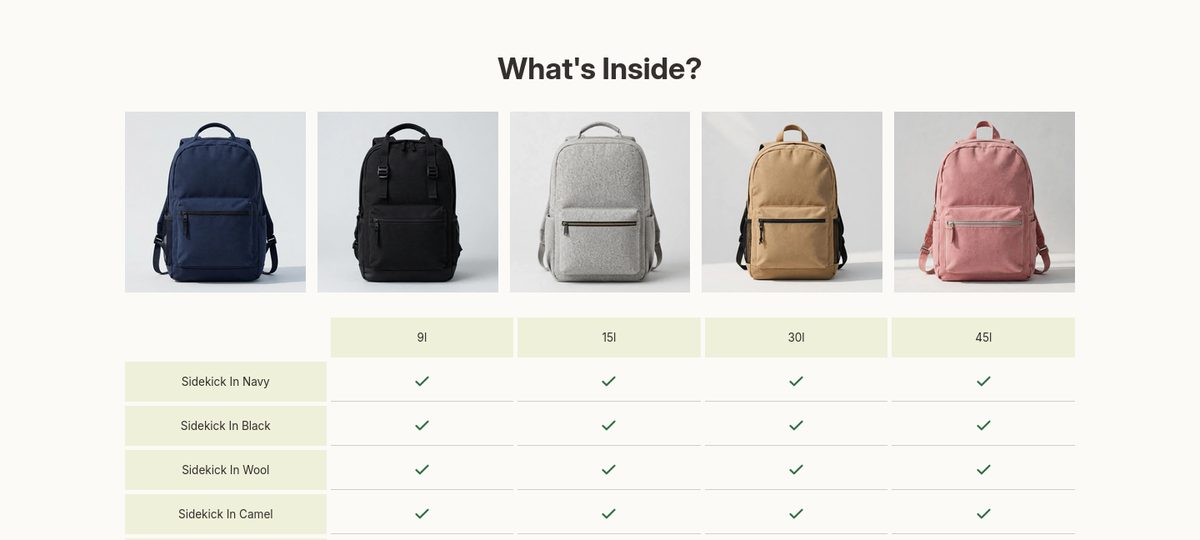 What's Inside?
9l 15l 30l 45l
Sidekick In Navy
Sidekick In Black
Sidekick In Wool
Sidekick In Camel